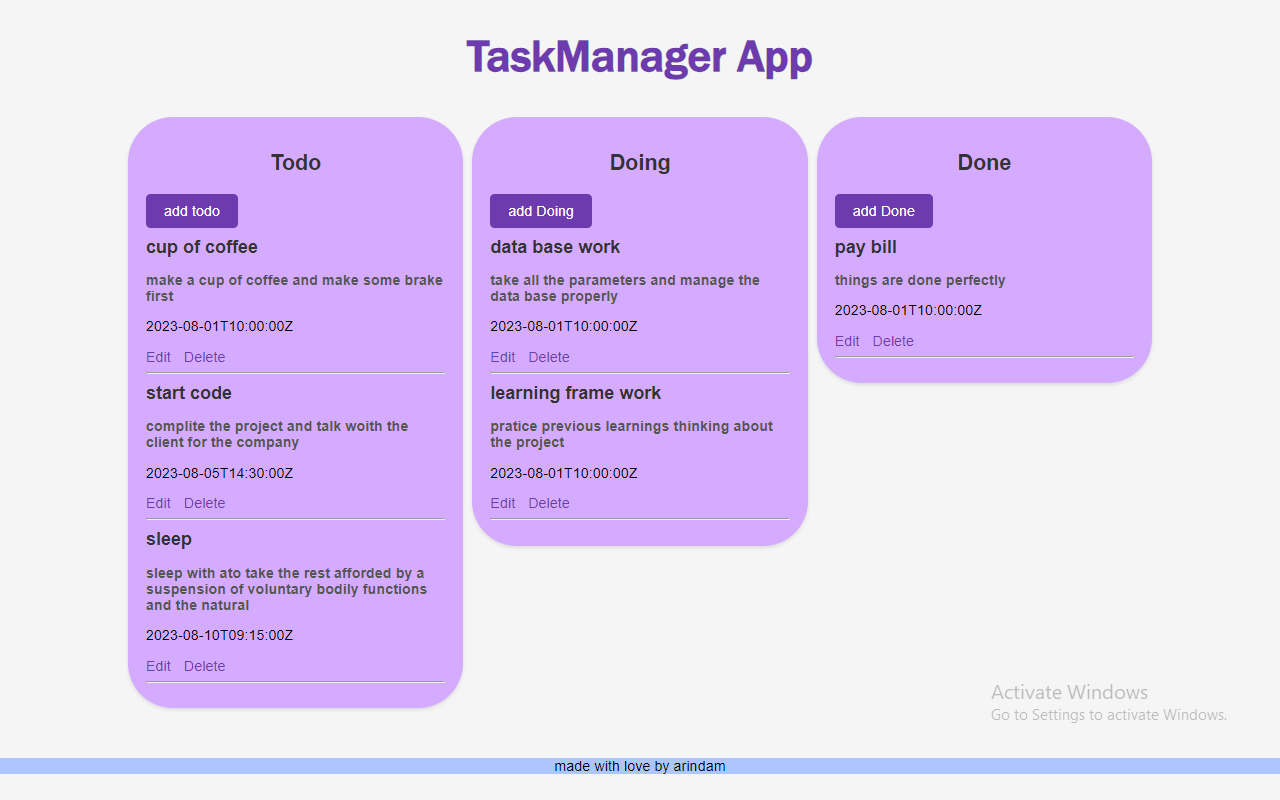 TaskManager App
Todo
add todo
cup of coffee
make a cup of coffee and make some brake
first
2023-08-01T10:00:00Z
Edit Delete
start code
complite the project and talk woith the
client for the company
2023-08-05T14:30:00Z
Edit Delete
sleep
sleep with ato take the rest afforded by a
suspension of voluntary bodily functions
and the natural
2023-08-10T09:15:00Z
Edit Delete
Doing
add Doing
data base work
take all the parameters and manage the
data base properly
2023-08-01T10:00:00Z
Edit Delete
learning frame work
pratice previous learnings thinking about
the project
2023-08-01T10:00:00Z
Edit Delete
Done
add Done
pay bill
things are done perfectly
2023-08-01T10:00:00Z
Edit Delete
Activate Windows
Go to Settings to activate Windows.
made with love by arindam